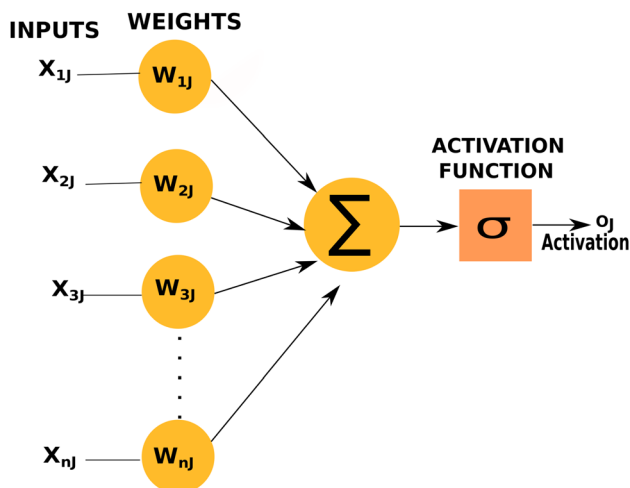 INPUTS
WEIGHTS
X1J
W1J
X2J
W2J
X3J
W3J
XnJ
WnJ
∑
ACTIVATION
FUNCTION
σ
OJ
Activation